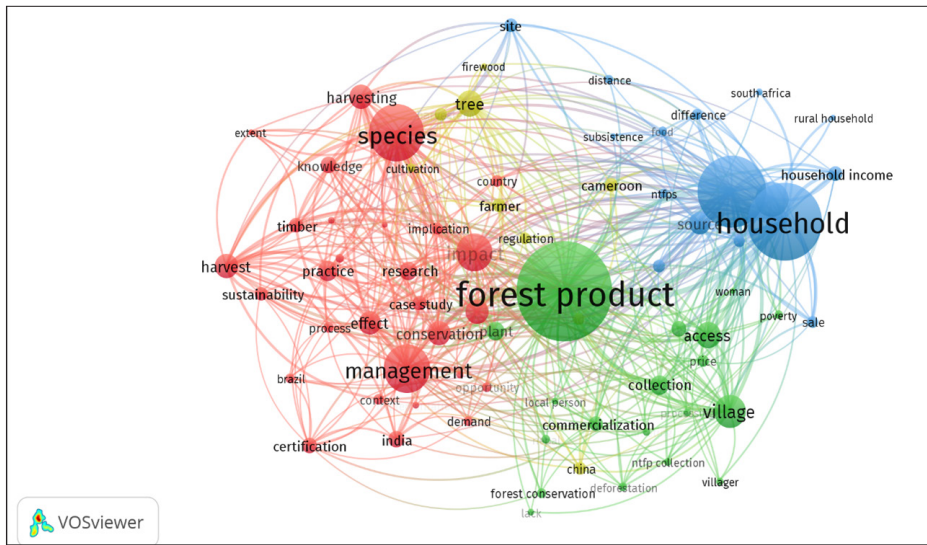 site
firewood
distance
harvesting
tree
south africa
difference
rural household
extent
species
subsistence
food
knowledge
cultivation
country
cameroon
ntfps
household income
farmer
timber
implication
regulation
source
household
impact
harvest
practice
research
sustainability
case study
forest product
woman
process
effect
conservation
plant
access
poverty
sale
price
brazil
management
opportunity
collection
context
local person
village
demand
commercialization
certification
india
china
ntfp collection
villager
forest conservation
deforestation
lack
VOSviewer